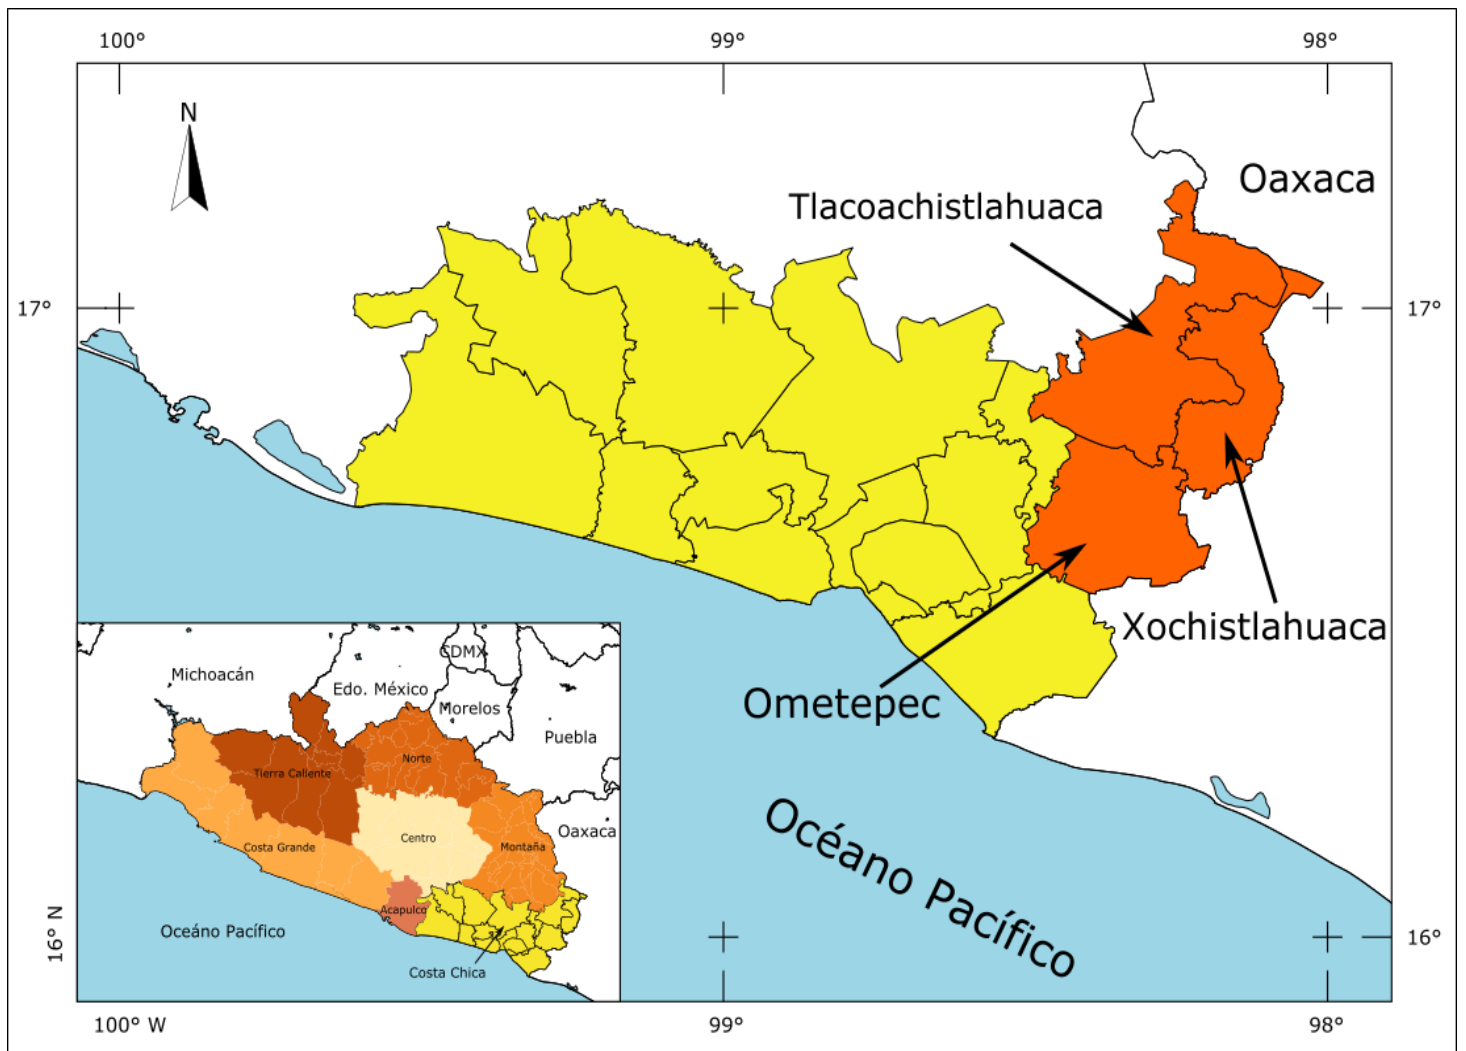 100°
99°
98°
N
Oaxaca
Tlacoachistlahuaca
17°
17°
Xochistlahuaca
Ometepec
CDMX
Michoacán
Edo. México
Morelos
Puebla
Norte
Tierra Caliente
Oaxaca
Centro
Costa Grande
Montaña
Acapulco
Oceáno Pacífico
Costa Chica
Océano Pacífico
16° N
16°
100° W
99°
98°